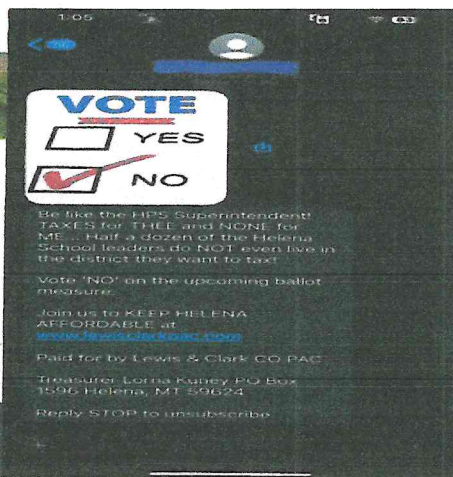 1:05
VOTE
YES
NO
Be like the HPS Superintendent!
TAXES for THEE and NONE for
ME... Half a dozen of the Helena
School leaders do NOT even live in
the district they want to tax!
Vote 'NO' on the upcoming ballot
measure.
Join us to KEEP HELENA
AFFORDABLE at
www.lewisclarkpac.com
Paid for by Lewis & Clark CO PAC
Treasurer Lorna Kuney PO Box
1596 Helena, MT 59624
Reply STOP to unsubscribe